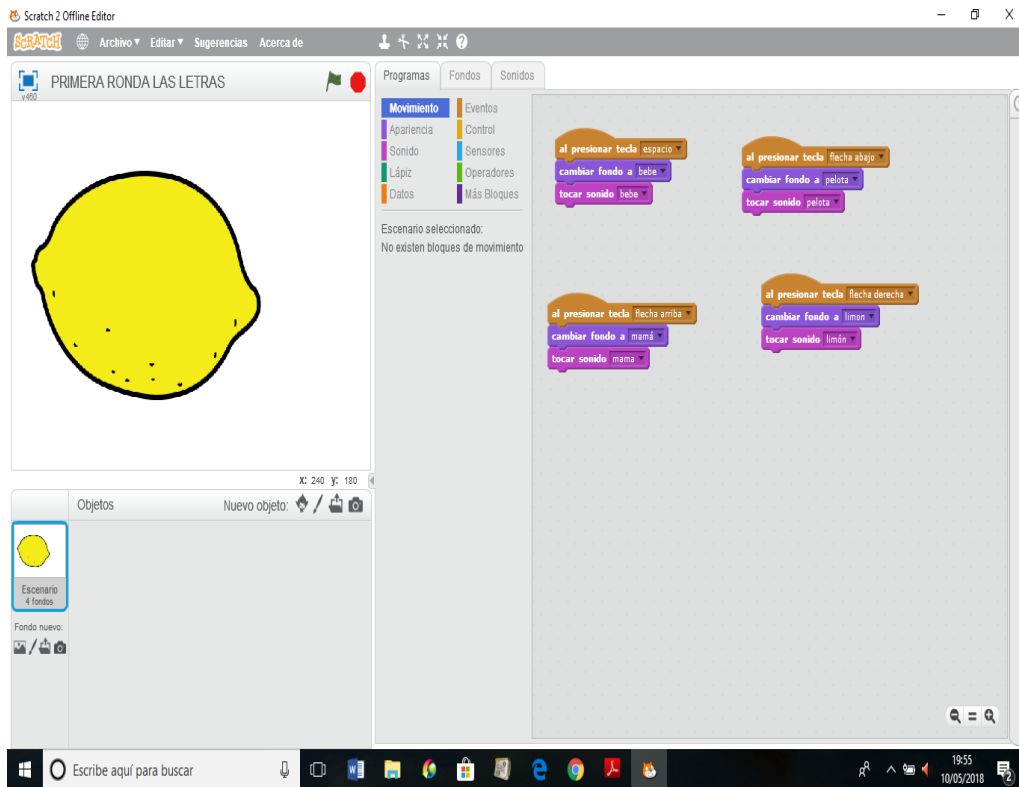 Scratch 2 Offline Editor
SCRATCH Archivo Editar Sugerencias Acerca de
PRIMERA RONDA LAS LETRAS
v460
Programas Fondos Sonidos
Movimiento Eventos
Apariencia Control
Sonido Sensores
Lápiz Operadores
Datos Más Bloques
Escenario seleccionado:
No existen bloques de movimiento
al presionar tecla espacio
cambiar fondo a bebe
tocar sonido bebe
al presionar tecla flecha abajo
cambiar fondo a pelota
tocar sonido pelota
al presionar tecla flecha arriba
cambiar fondo a mamá
tocar sonido mama
al presionar tecla flecha derecha
cambiar fondo a limon
tocar sonido limón
x: 240 y: 180
Objetos Nuevo objeto:
Escenario
4 fondos
Fondo nuevo:
Escribe aquí para buscar
19:55
10/05/2018
2